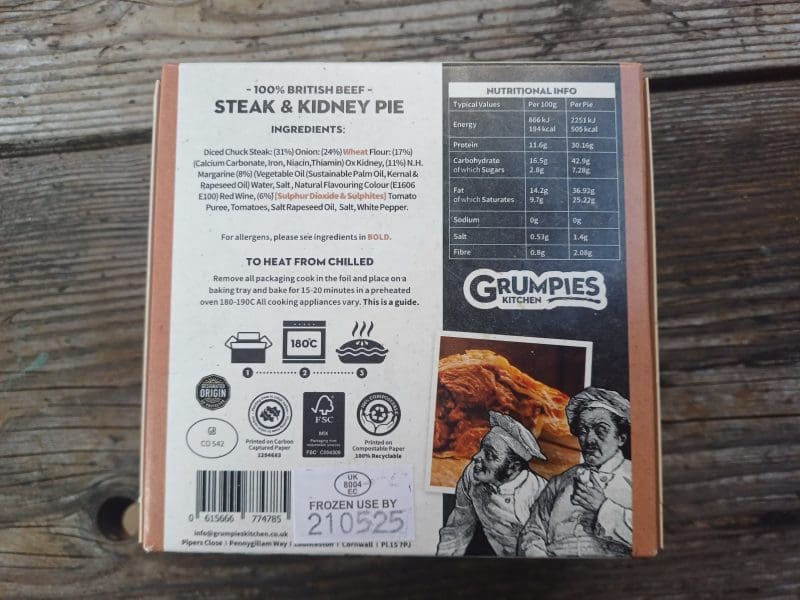 - 100% BRITISH BEEF -
STEAK & KIDNEY PIE
INGREDIENTS:
Diced Chuck Steak: (31%) Onion: (24%) Wheat Flour: (17%)
(Calcium Carbonate, Iron, Niacin,Thiamin) Ox Kidney, (11%) N.H.
Margarine (8%) (Vegetable Oil (Sustainable Palm Oil, Kernal &
Rapeseed Oil) Water, Salt, Natural Flavouring Colour (E1606
E100) Red Wine, (6%) [Sulphur Dioxide & Sulphites] Tomato
Puree, Tomatoes, Salt Rapeseed Oil, Salt, White Pepper.
For allergens, please see ingredients in BOLD.
TO HEAT FROM CHILLED
Remove all packaging cook in the foil and place on a
baking tray and bake for 15-20 minutes in a preheated
oven 180-190C All cooking appliances vary. This is a guide.
180°C
1 2 3
ORIGIN
CO 542
Printed on Carbon
Captured Paper
FSC
MIX
FSC C004309
Printed on
Compostable Paper
100% Recyclable
0 615666 774785
UK
8004
EC
FROZEN USE BY
210525
info@grumpieskitchen.co.uk
Pipers Close | Pennygillam Way | Launceston | Cornwall | PL15 7PJ
NUTRITIONAL INFO
Typical Values Per 100g Per Pie
Energy 866 kJ 2251 kJ
194 kcal 505 kcal
Protein 11.6g 30.16g
Carbohydrate 16.5g 42.9g
of which Sugars 2.8g 7.28g
Fat 14.2g 36.92g
of which Saturates 9.7g 25.22g
Sodium 0g 0g
Salt 0.53g 1.4g
Fibre 0.8g 2.08g
GRUMPIES
KITCHEN